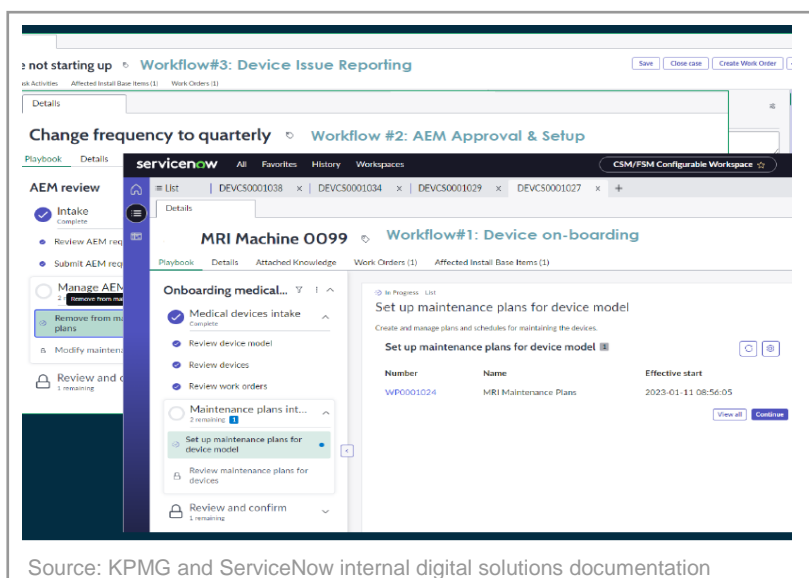 e not starting up Workflow#3: Device Issue Reporting Save Close case Create Work Order
Activities Affected Install Base Items (1) Work Orders (1)
Details
Change frequency to quarterly Workflow #2: AEM Approval & Setup
Playbook Details
servicenow All Favorites History Workspaces CSM/FSM Configurable Workspace ☆
AEM review
Intake
Complete
Review AEM req
Submit AEM req
Manage AEM
Remove from ma
Remove from ma
plans
Modify maintena
Review and c
1 remaining
List DEVCS0001038 × DEVCS0001034 × DEVCS0001029 × DEVCS0001027 × +
Details
MRI Machine 0099 Workflow#1: Device on-boarding
Playbook Details Attached Knowledge Work Orders (1) Affected Install Base Items (1)
Onboarding medical...
Medical devices intake
Complete
Review device model
Review devices
Review work orders
Maintenance plans int...
2 remaining 1
Set up maintenance plans for
device model
Review maintenance plans for
devices
Review and confirm
1 remaining
In Progress List
Set up maintenance plans for device model
Create and manage plans and schedules for maintaining the devices.
Set up maintenance plans for device model 1
Number Name Effective start
WP0001024 MRI Maintenance Plans 2023-01-11 08:56:05
View all Continue
Source: KPMG and ServiceNow internal digital solutions documentation